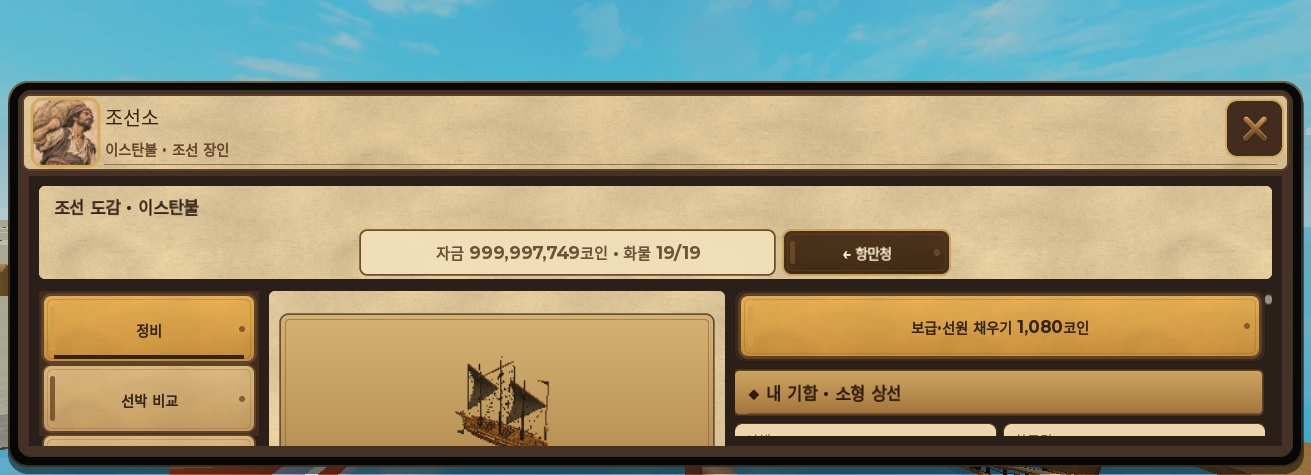 조선소
이스탄불 • 조선 장인
조선 도감 • 이스탄불
자금 999,997,749코인 • 화물 19/19
← 항만청
정비
선박 비교
보급•선원 채우기 1,080코인
◆ 내 기함 • 소형 상선